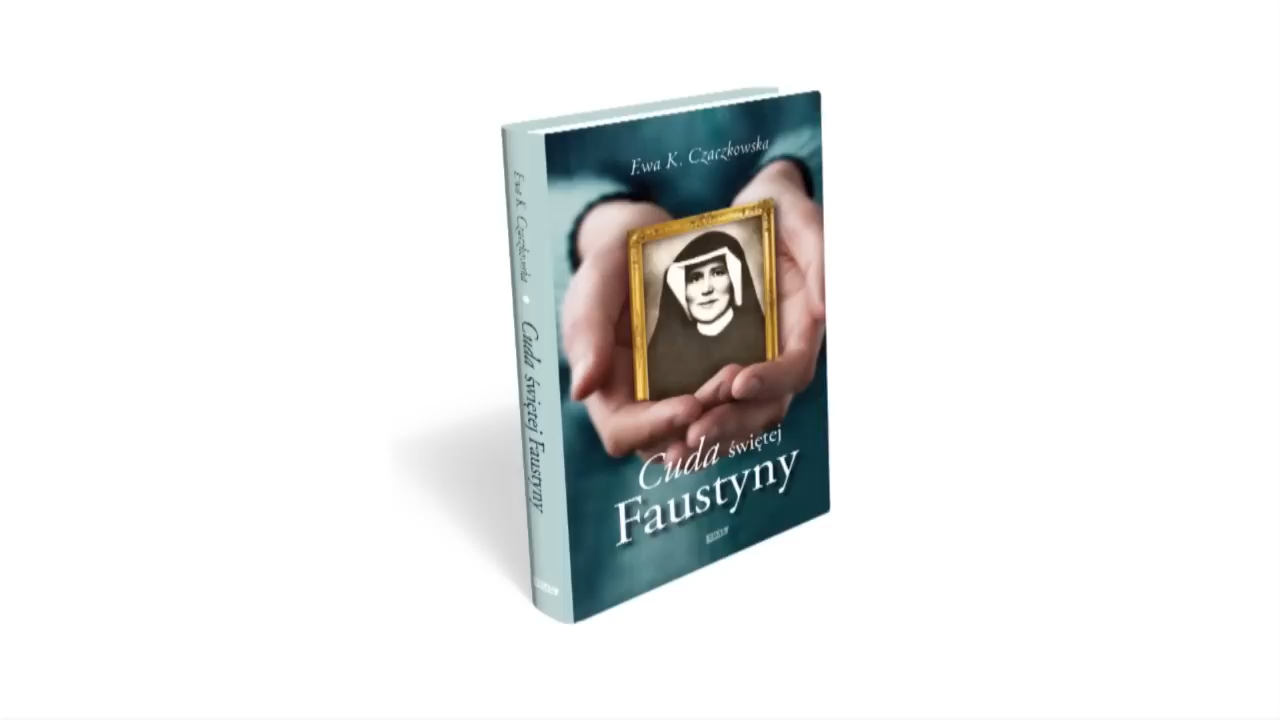 Ewa K. Czaczkowska
Cuda świętej
Faustyny
Ewa K. Czaczkowska • Cuda świętej Faustyny